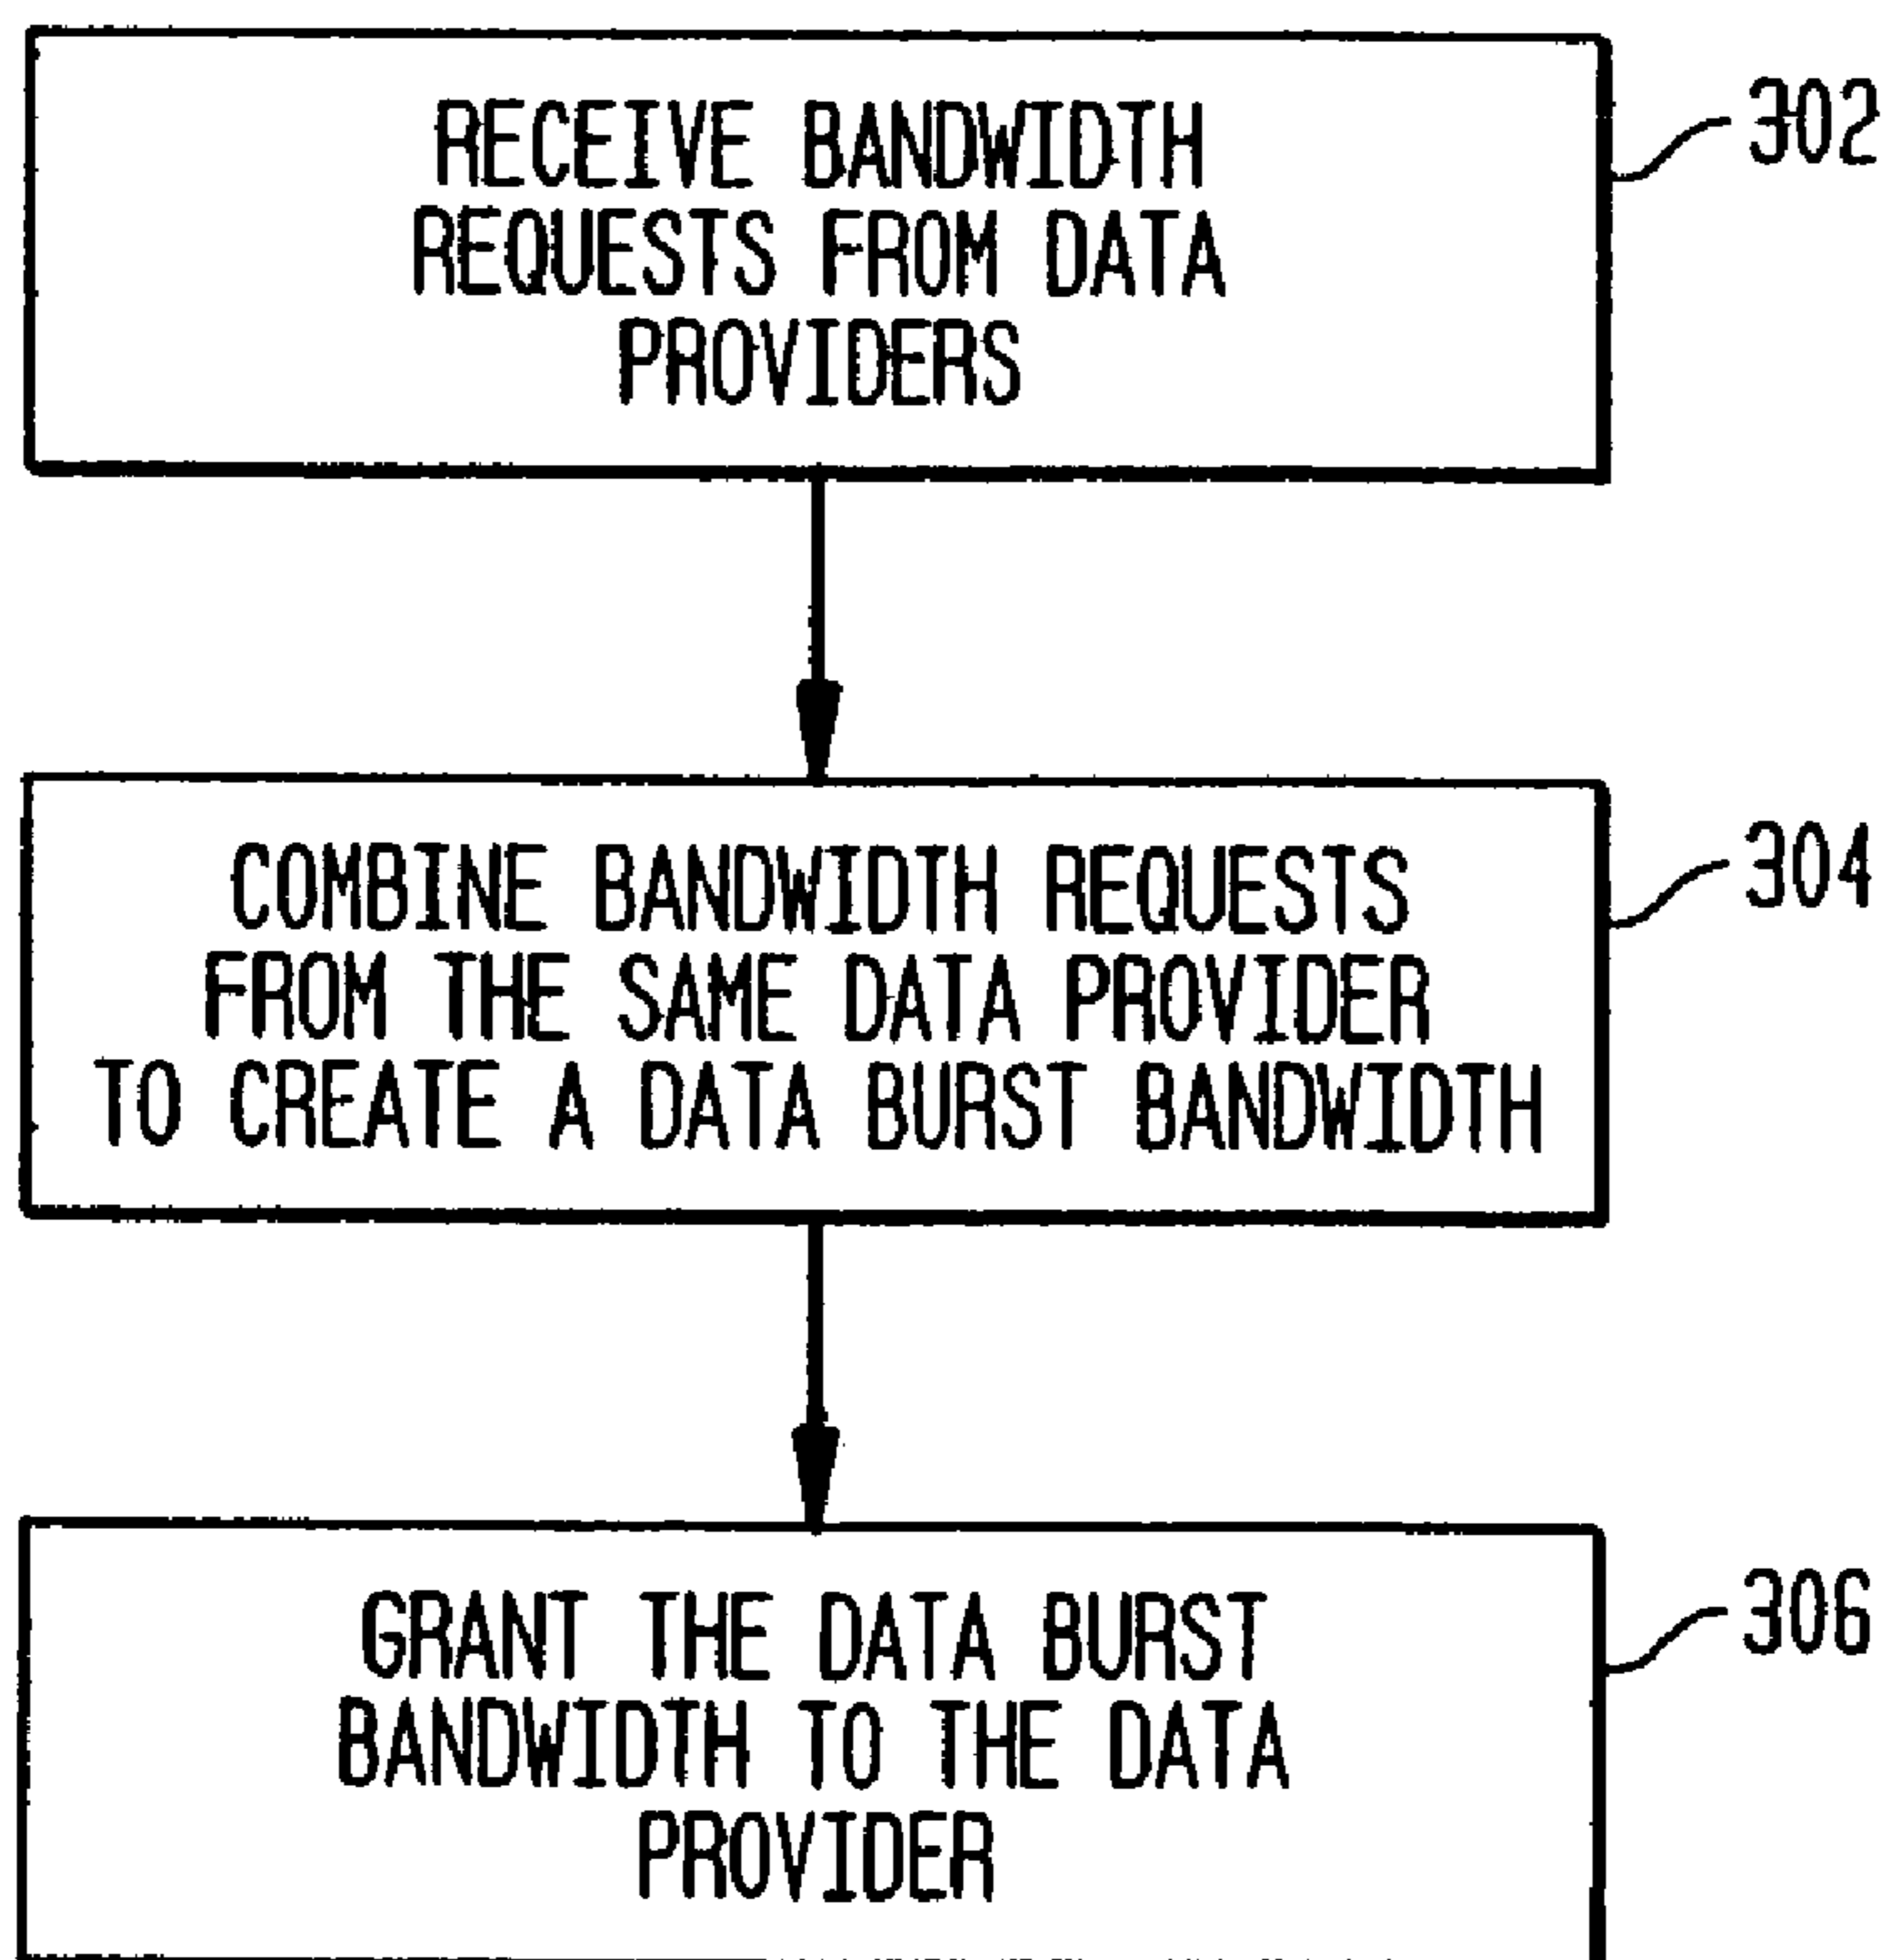 RECEIVE BANDWIDTH
REQUESTS FROM DATA
PROVIDERS
302
COMBINE BANDWIDTH REQUESTS
FROM THE SAME DATA PROVIDER
TO CREATE A DATA BURST BANDWIDTH
304
GRANT THE DATA BURST
BANDWIDTH TO THE DATA
PROVIDER
306